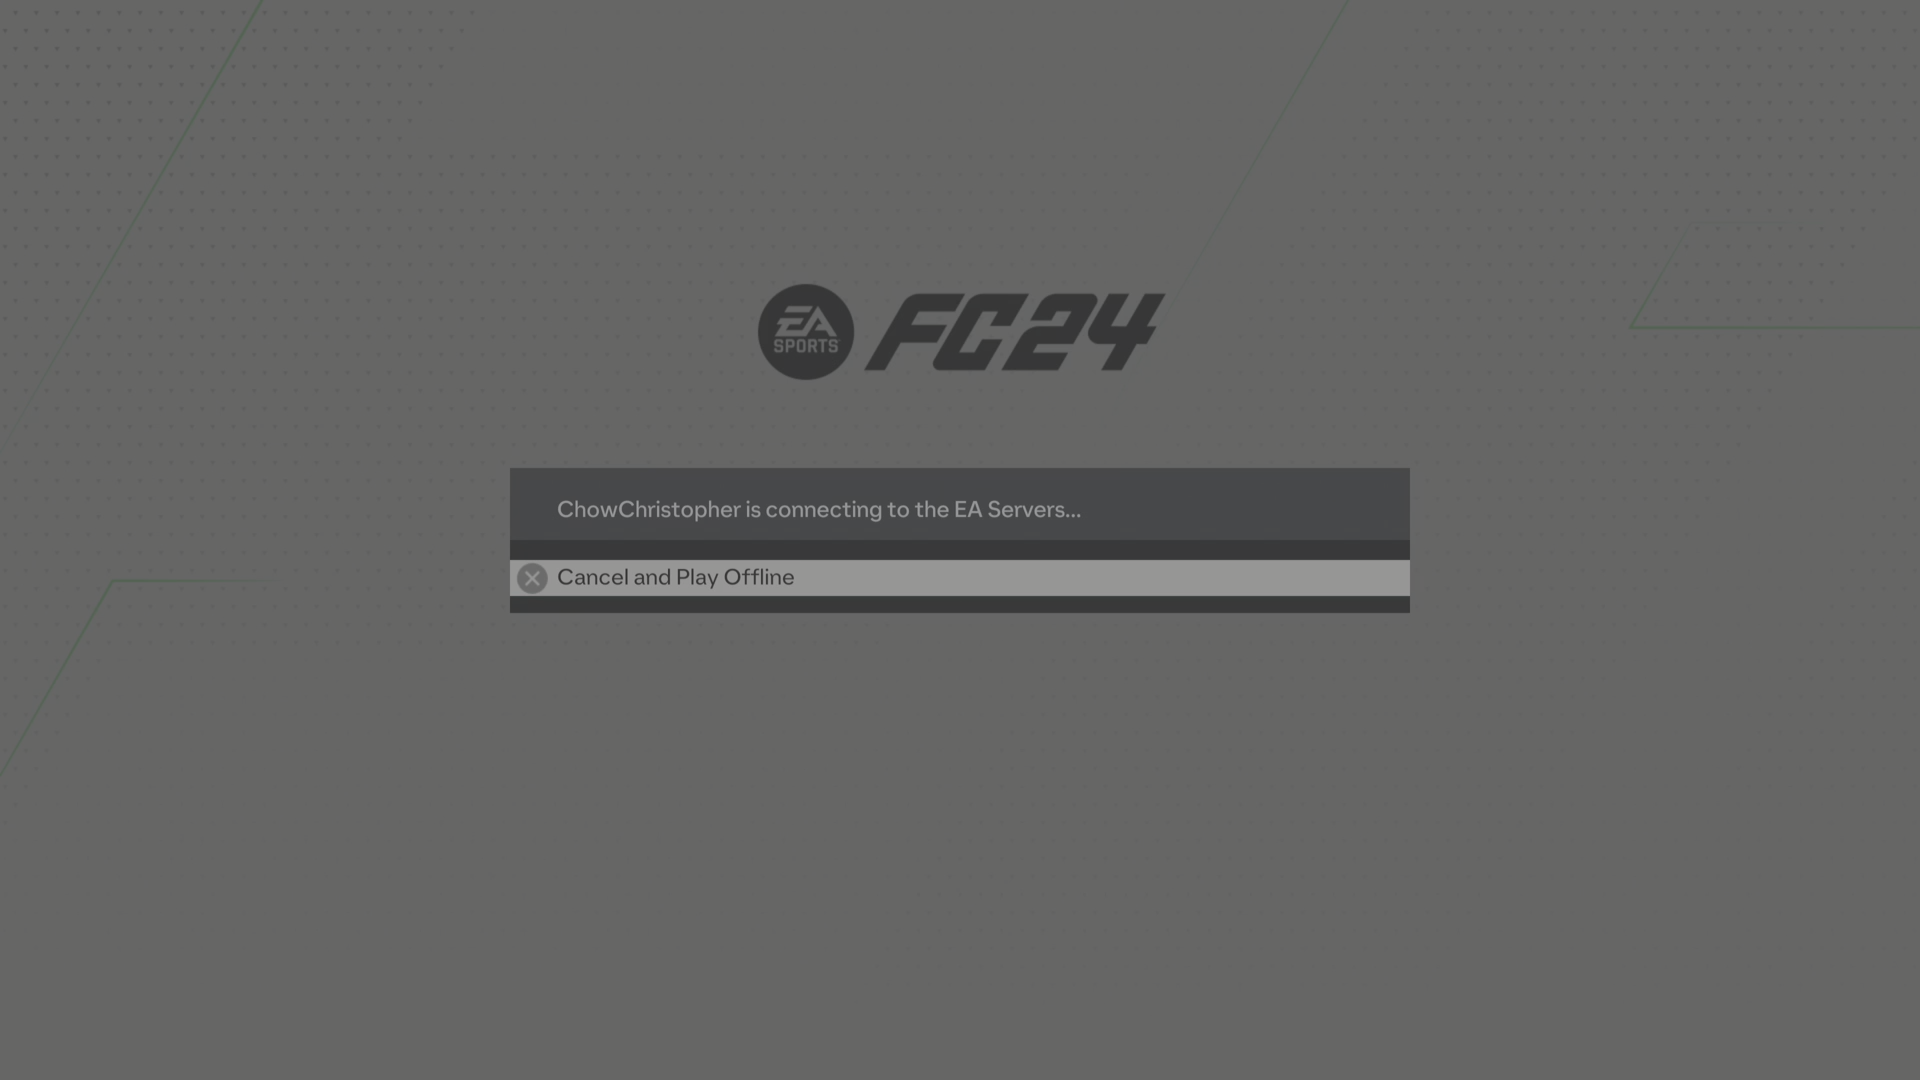 EA SPORTS FC24
ChowChristopher is connecting to the EA Servers...
Cancel and Play Offline